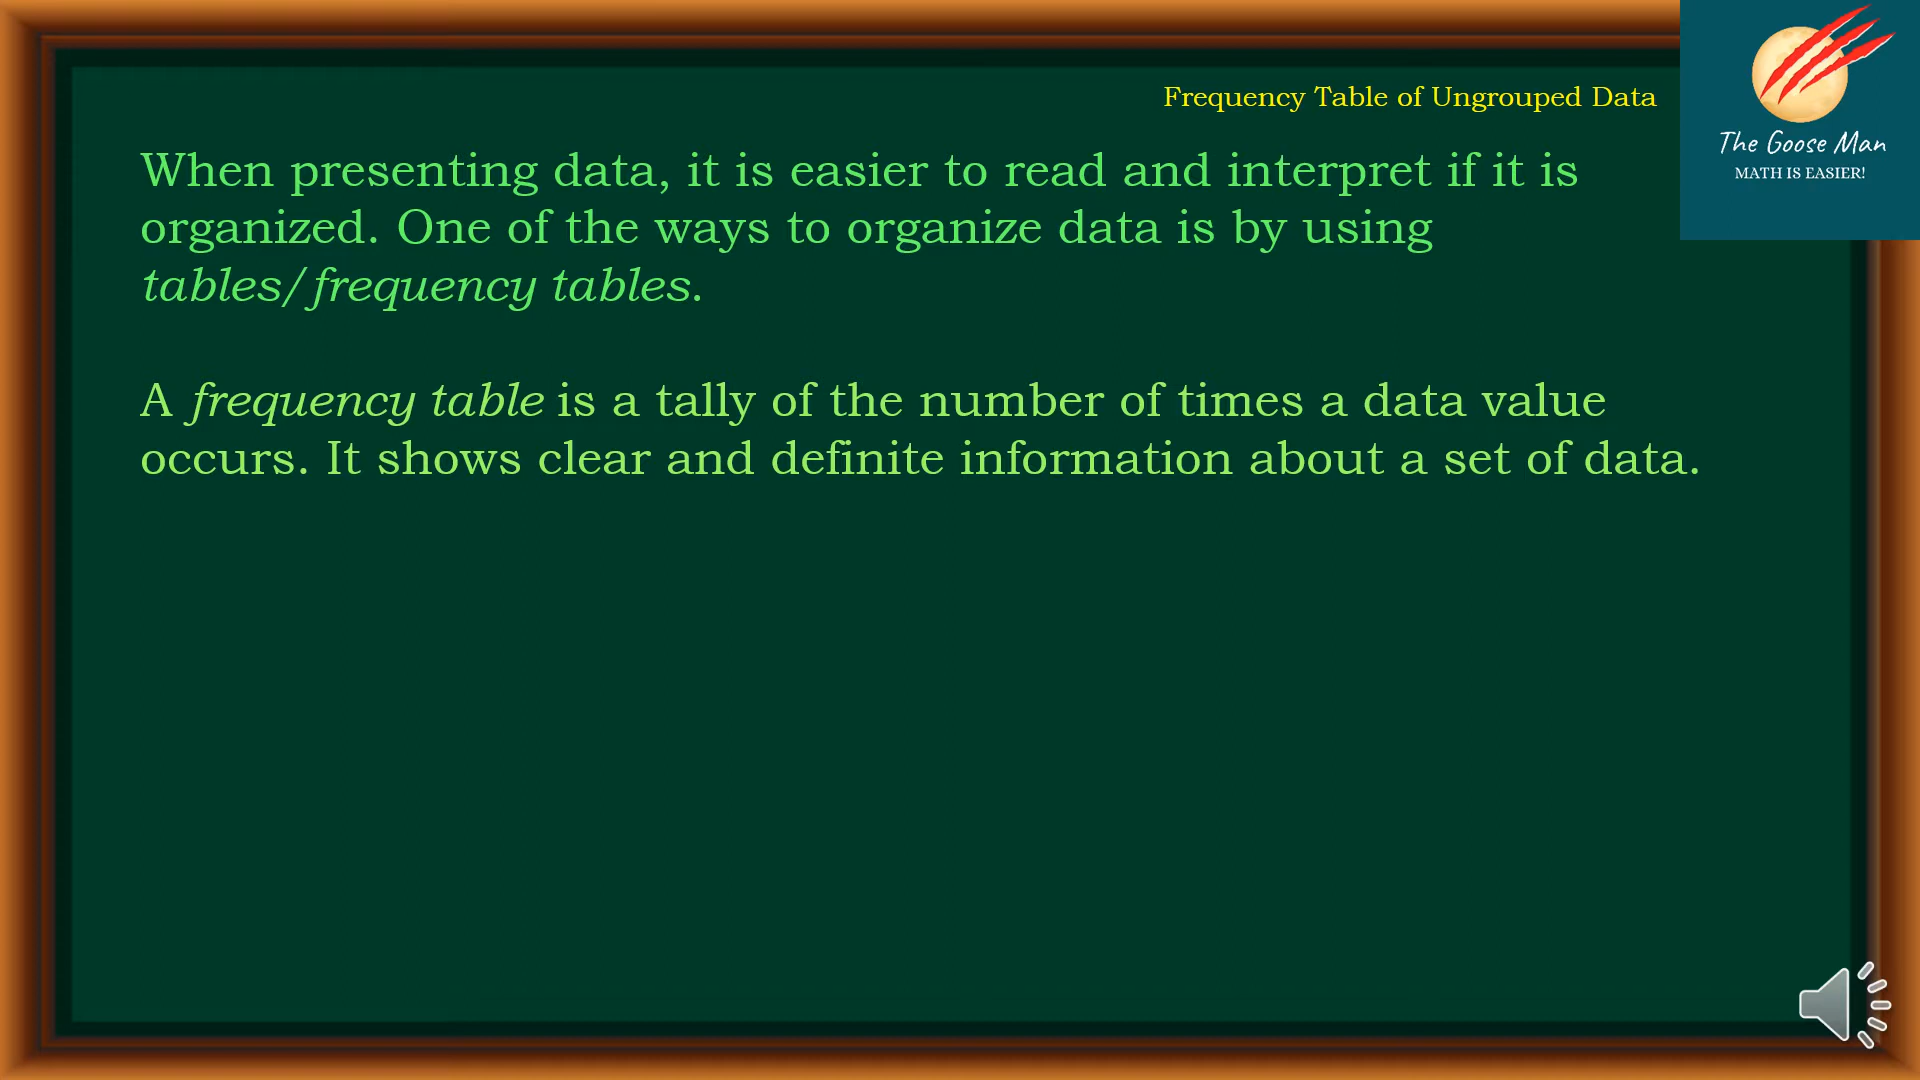 Frequency Table of Ungrouped Data
The Goose Man
MATH IS EASIER!
When presenting data, it is easier to read and interpret if it is
organized. One of the ways to organize data is by using
tables/frequency tables.
A frequency table is a tally of the number of times a data value
occurs. It shows clear and definite information about a set of data.